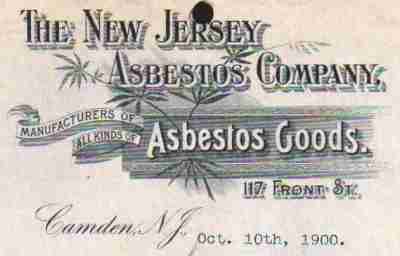 THE NEW JERSEY
ASBESTOS COMPANY.
MANUFACTURERS OF
ALL KINDS OF
Asbestos Goods.
117 FRONT ST.
Camden, N.J., Oct. 10th, 1900.